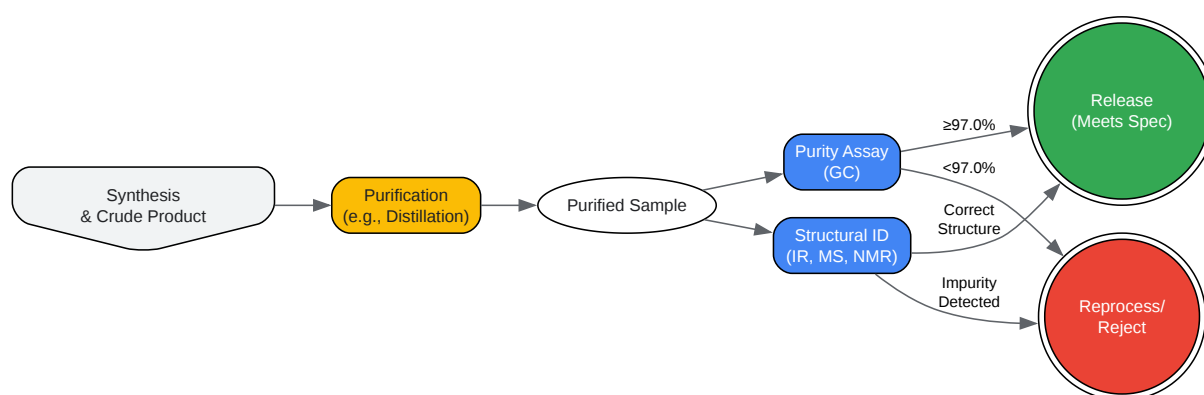 Synthesis
& Crude Product
Purification
(e.g., Distillation)
Purified Sample
Purity Assay
(GC)
Structural ID
(IR, MS, NMR)
≥97.0%
<97.0%
Correct
Structure
Impurity
Detected
Release
(Meets Spec)
Reprocess/
Reject